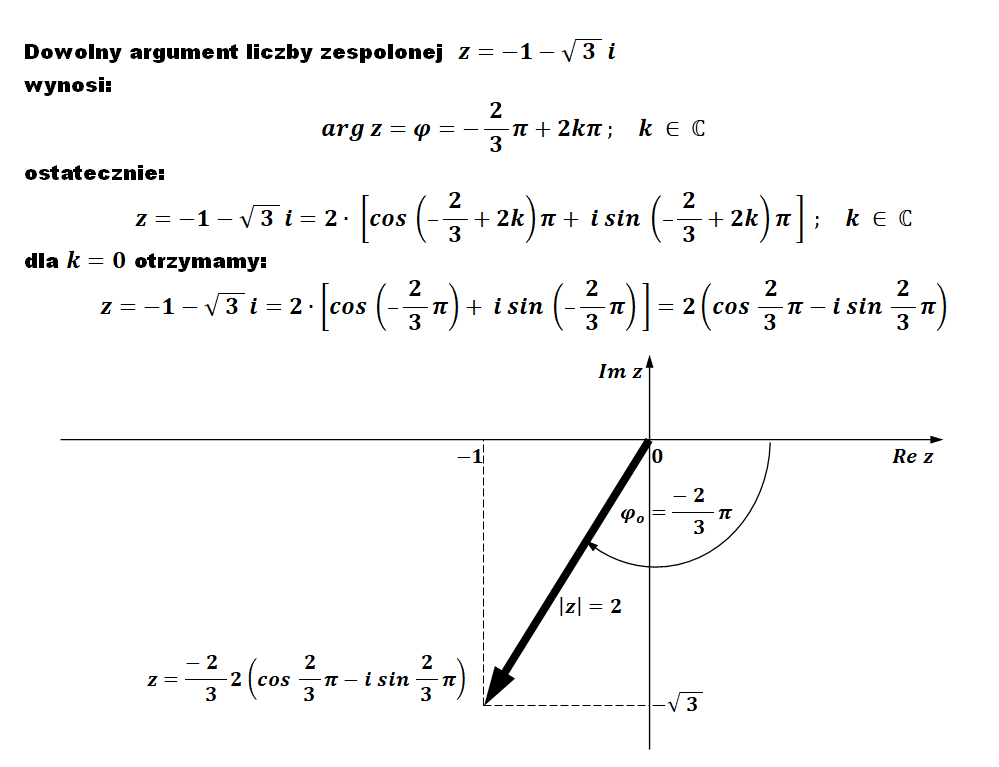 Dowolny argument liczby zespolonej z = −1 − √3 i
wynosi:
arg z = φ = − 2/3 π + 2kπ ; k ∈ ℂ
ostatecznie:
z = −1 − √3 i = 2 · [cos (− 2/3 + 2k) π + i sin (− 2/3 + 2k) π] ; k ∈ ℂ
dla k = 0 otrzymamy:
z = −1 − √3 i = 2 · [cos (− 2/3 π) + i sin (− 2/3 π)] = 2 (cos 2/3 π − i sin 2/3 π)
Im z
−1
0
Re z
φₒ = −2/3 π
|z| = 2
z = −2/3 2 (cos 2/3 π − i sin 2/3 π)
−√3